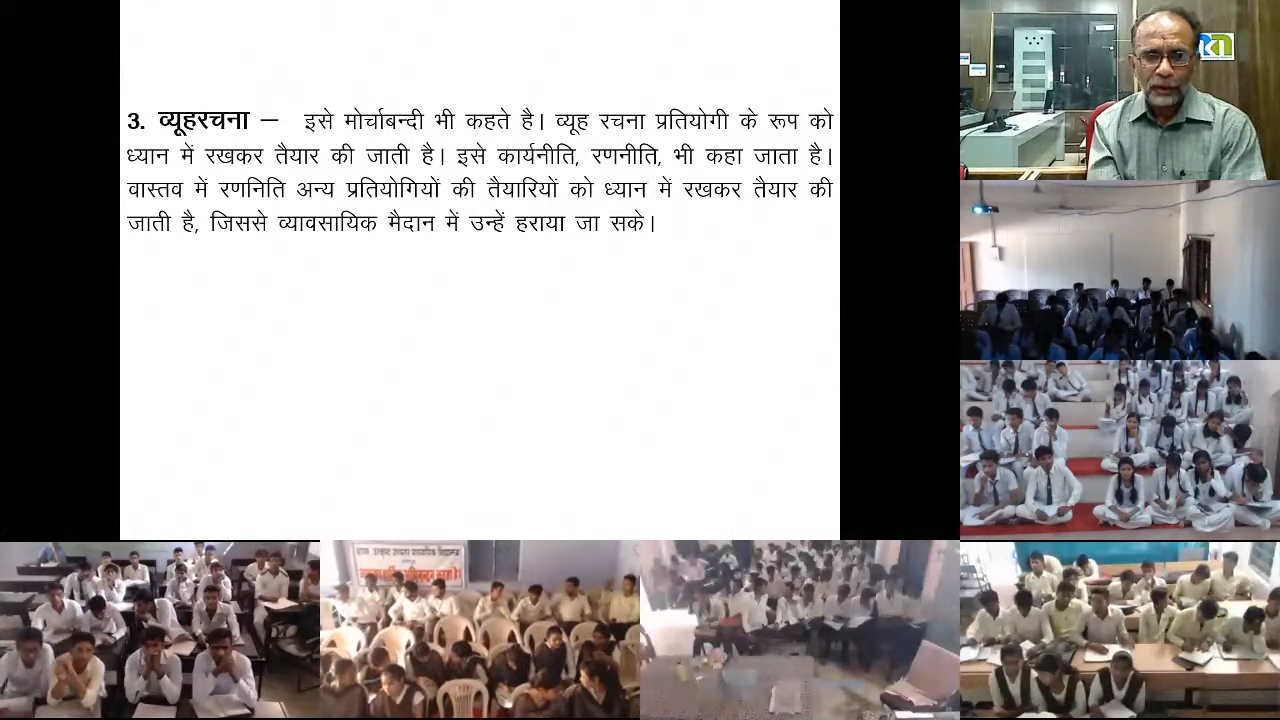 3. व्यूहरचना – इसे मोर्चाबन्दी भी कहते है। व्यूह रचना प्रतियोगी के रूप को
ध्यान में रखकर तैयार की जाती है। इसे कार्यनीति, रणनीति, भी कहा जाता है।
वास्तव में रणनिति अन्य प्रतियोगियों की तैयारियों को ध्यान में रखकर तैयार की
जाती है, जिससे व्यावसायिक मैदान में उन्हें हराया जा सके।